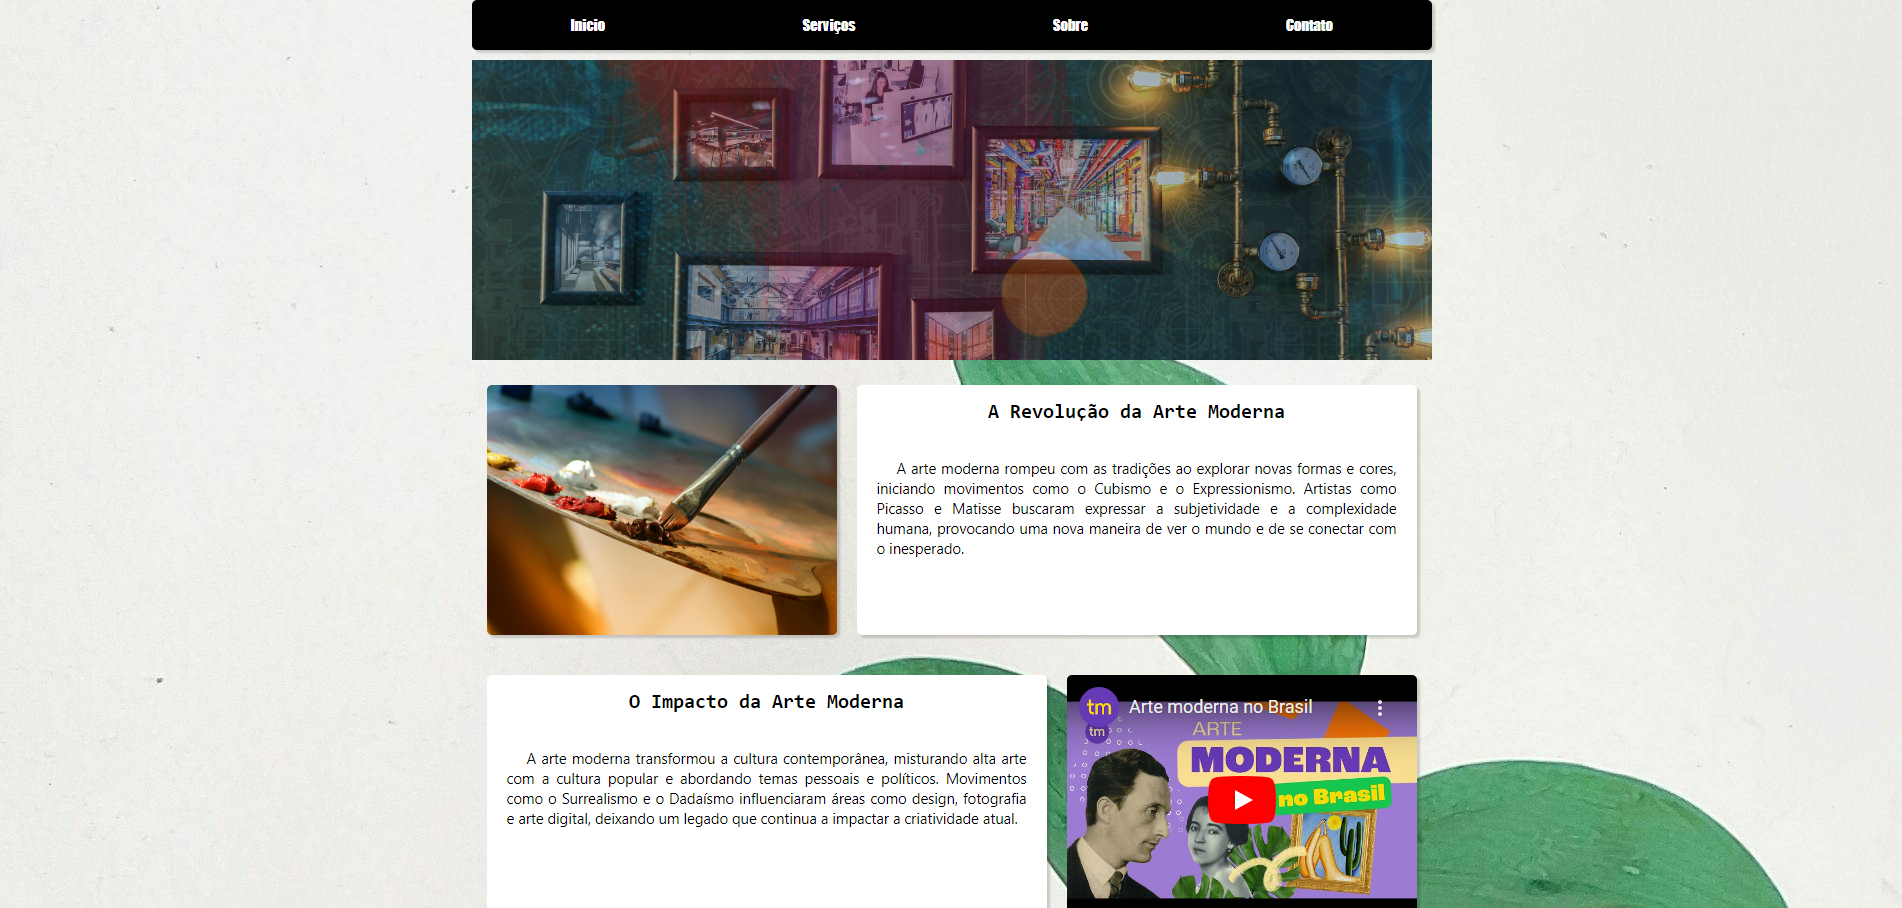 Inicio Serviços Sobre Contato
A Revolução da Arte Moderna
A arte moderna rompeu com as tradições ao explorar novas formas e cores,
iniciando movimentos como o Cubismo e o Expressionismo. Artistas como
Picasso e Matisse buscaram expressar a subjetividade e a complexidade
humana, provocando uma nova maneira de ver o mundo e de se conectar com
o inesperado.
O Impacto da Arte Moderna
A arte moderna transformou a cultura contemporânea, misturando alta arte
com a cultura popular e abordando temas pessoais e políticos. Movimentos
como o Surrealismo e o Dadaísmo influenciaram áreas como design, fotografia
e arte digital, deixando um legado que continua a impactar a criatividade atual.
tm Arte moderna no Brasil
tm ARTE
MODERNA
no Brasil